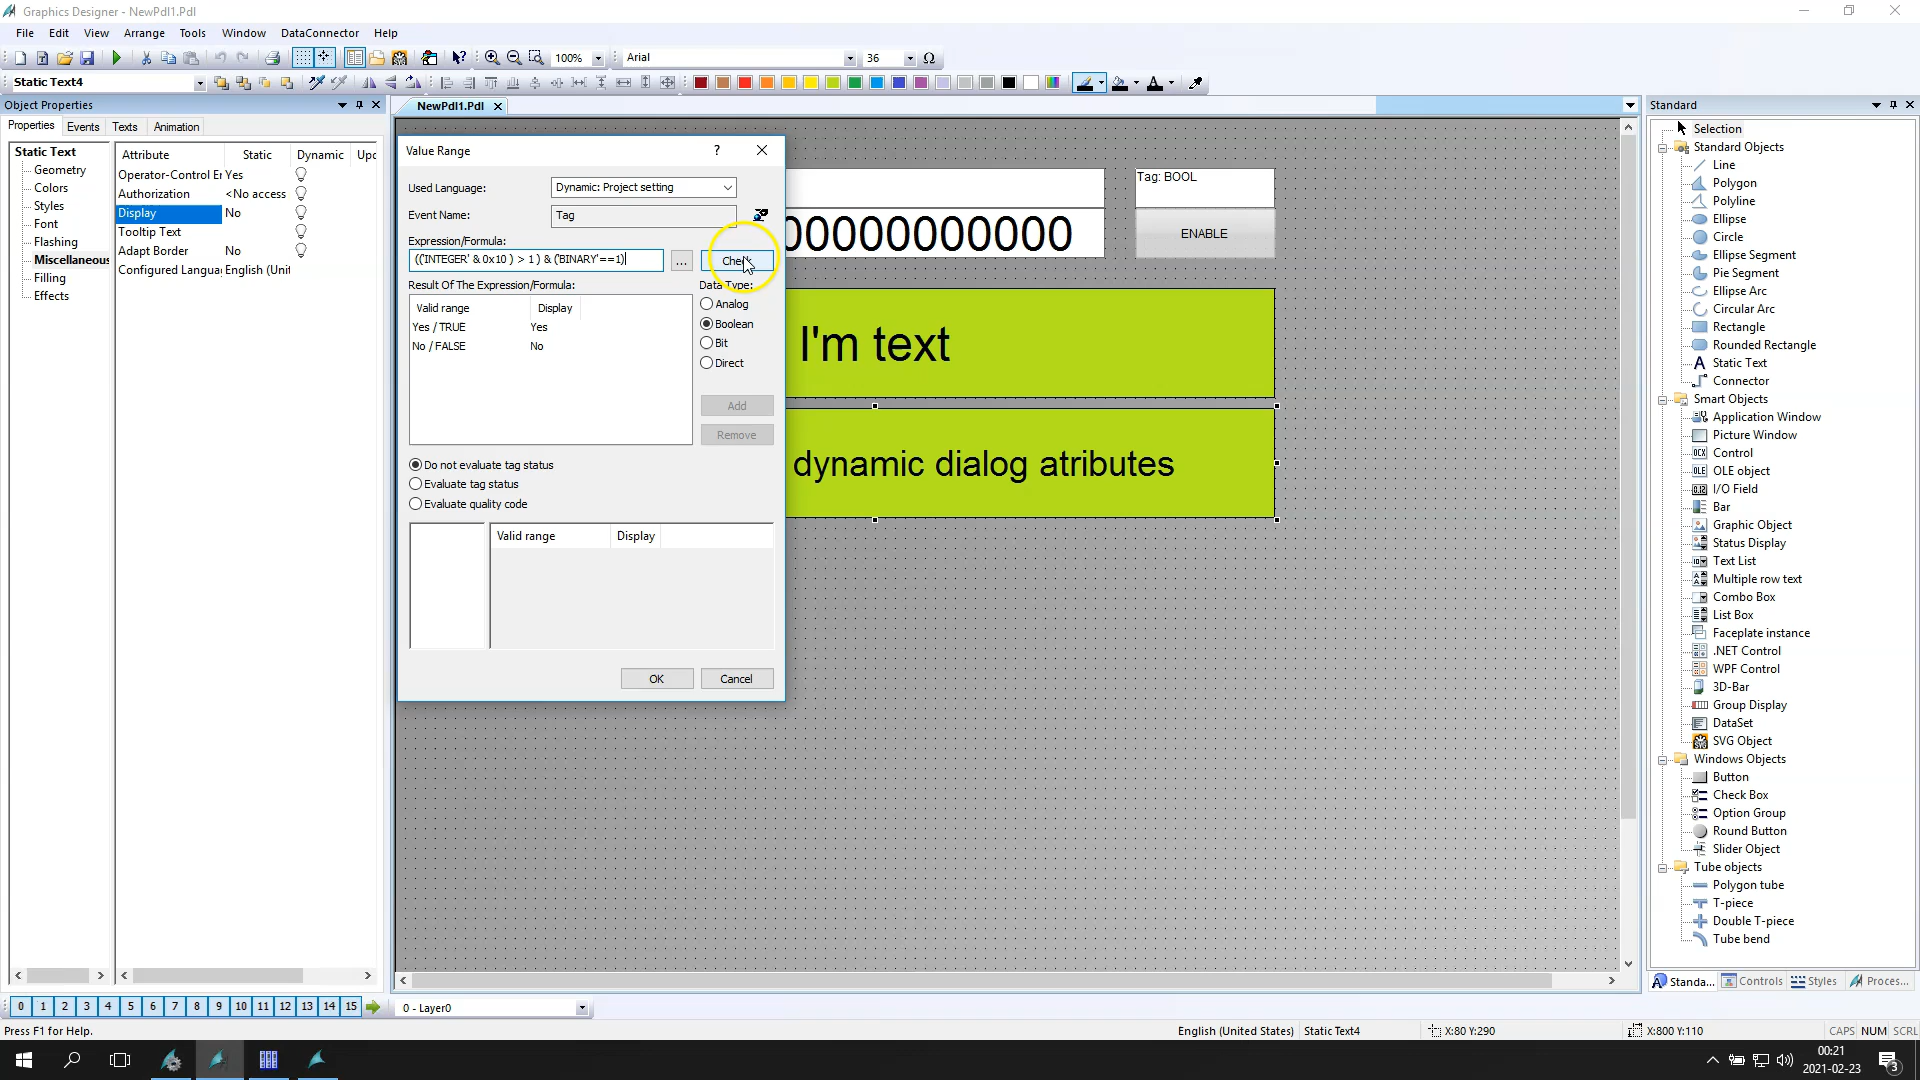 Graphics Designer - NewPdl1.Pdl
File Edit View Arrange Tools Window DataConnector Help
100% Arial 36 Ω
Static Text4
Object Properties
Properties Events Texts Animation
Static Text
Geometry
Colors
Styles
Font
Flashing
Miscellaneous
Filling
Effects
Attribute Static Dynamic Upc
Operator-Control Er Yes
Authorization <No access
Display No
Tooltip Text
Adapt Border No
Configured Languag English (Unit
NewPdl1.Pdl
Value Range ?
Used Language: Dynamic: Project setting
Event Name: Tag
Expression/Formula:
(('INTEGER' & 0x10 ) > 1 ) & ('BINARY'==1) ... Check
Result Of The Expression/Formula: Data Type:
Valid range Display
Yes / TRUE Yes
No / FALSE No
Analog
Boolean
Bit
Direct
Add
Remove
Do not evaluate tag status
Evaluate tag status
Evaluate quality code
Valid range Display
OK Cancel
Tag: BOOL
00000000000
ENABLE
I'm text
dynamic dialog atributes
Standard
Selection
Standard Objects
Line
Polygon
Polyline
Ellipse
Circle
Ellipse Segment
Pie Segment
Ellipse Arc
Circular Arc
Rectangle
Rounded Rectangle
Static Text
Connector
Smart Objects
Application Window
Picture Window
Control
OLE object
I/O Field
Bar
Graphic Object
Status Display
Text List
Multiple row text
Combo Box
List Box
Faceplate instance
.NET Control
WPF Control
3D-Bar
Group Display
DataSet
SVG Object
Windows Objects
Button
Check Box
Option Group
Round Button
Slider Object
Tube objects
Polygon tube
T-piece
Double T-piece
Tube bend
Standa... Controls Styles Proces...
0 1 2 3 4 5 6 7 8 9 10 11 12 13 14 15 0 - Layer0
Press F1 for Help. English (United States) Static Text4 X:80 Y:290 X:800 Y:110 CAPS NUM SCRL
00:21
2021-02-23
3